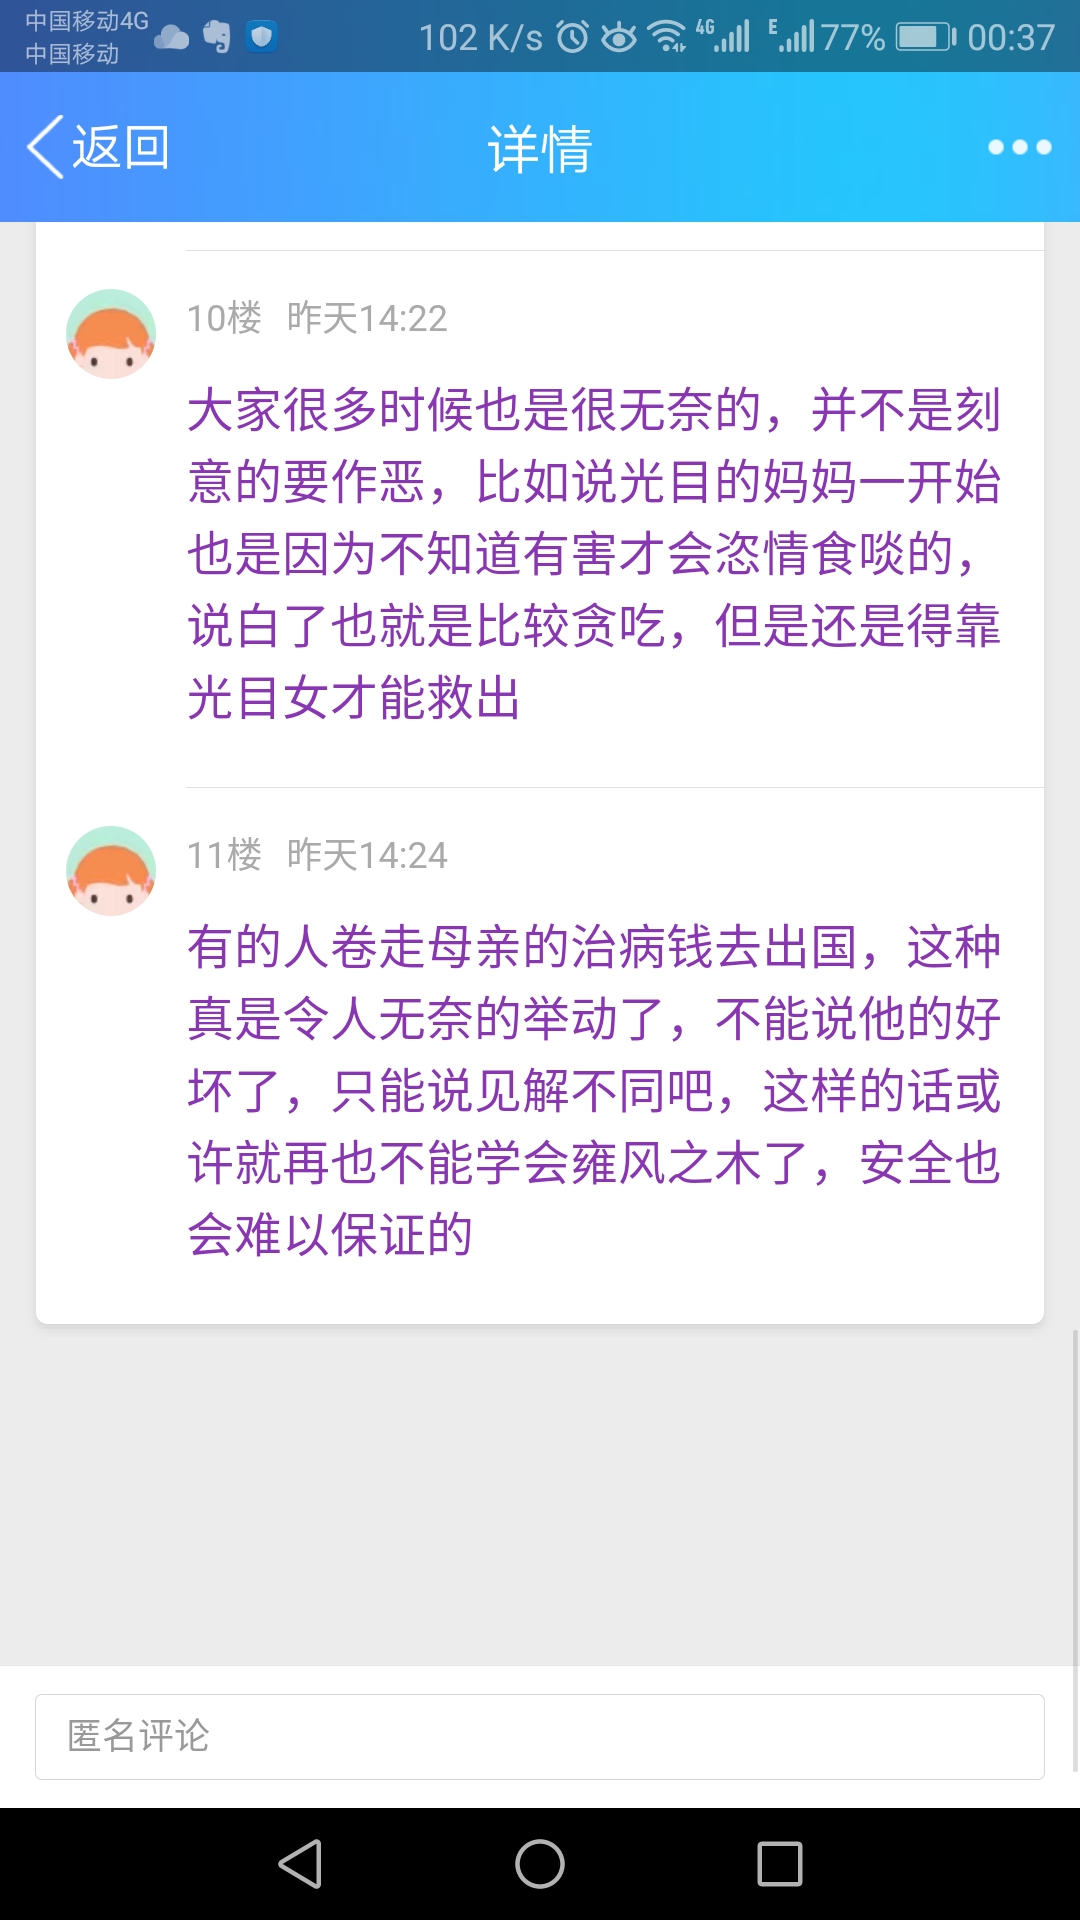 中国移动4G
中国移动
102 K/s
4G
E
77%
00:37
返回
详情
10楼 昨天14:22
大家很多时候也是很无奈的，并不是刻
意的要作恶，比如说光目的妈妈一开始
也是因为不知道有害才会恣情食啖的，
说白了也就是比较贪吃，但是还是得靠
光目女才能救出
11楼 昨天14:24
有的人卷走母亲的治病钱去出国，这种
真是令人无奈的举动了，不能说他的好
坏了，只能说见解不同吧，这样的话或
许就再也不能学会雍风之木了，安全也
会难以保证的
匿名评论